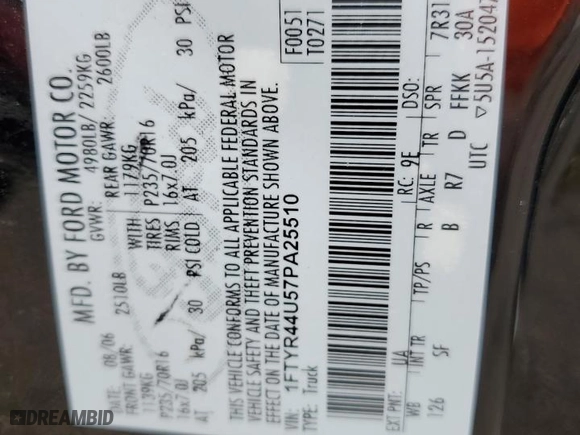 MFD. BY FORD MOTOR CO.
DATE: 08/06 GVWR: 4980LB/ 2259KG
FRONT GAWR: 2510LB REAR GAWR: 2600LB
1139KG WITH 1179KG
P235/70R16 TIRES P235/70R16
16x7.0J RIMS 16x7.0J
AT 205 kPa/ 30 PSI COLD AT 205 kPa/ 30 PSI
THIS VEHICLE CONFORMS TO ALL APPLICABLE FEDERAL MOTOR
VEHICLE SAFETY AND THEFT PREVENTION STANDARDS IN
EFFECT ON THE DATE OF MANUFACTURE SHOWN ABOVE.
VIN: 1FTYR44U57PA25510 F0051
TYPE: Truck T0271
EXT PNT: UA RC: 9E DSO:
WB INT TR TP/PS R AXLE TR SPR 7R31
126 SF B R7 D FFKK 30A
UTC ▽5U5A-15204
©DREAMBID